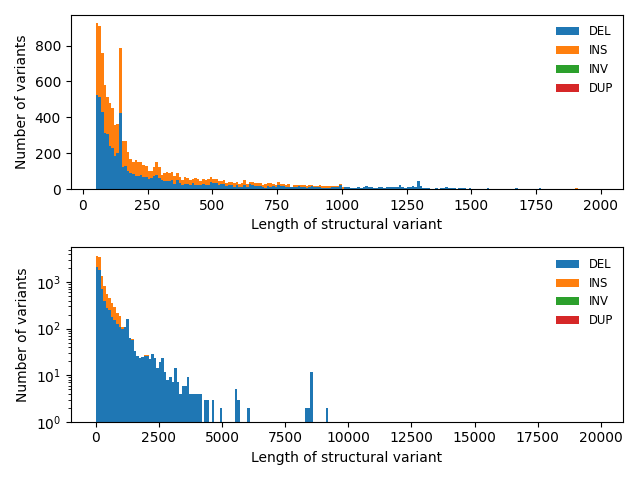 Number of variants
800
600
400
200
0
0 250 500 750 1000 1250 1500 1750 2000
Length of structural variant
DEL
INS
INV
DUP
Number of variants
10³
10²
10¹
10⁰
0 2500 5000 7500 10000 12500 15000 17500 20000
Length of structural variant
DEL
INS
INV
DUP